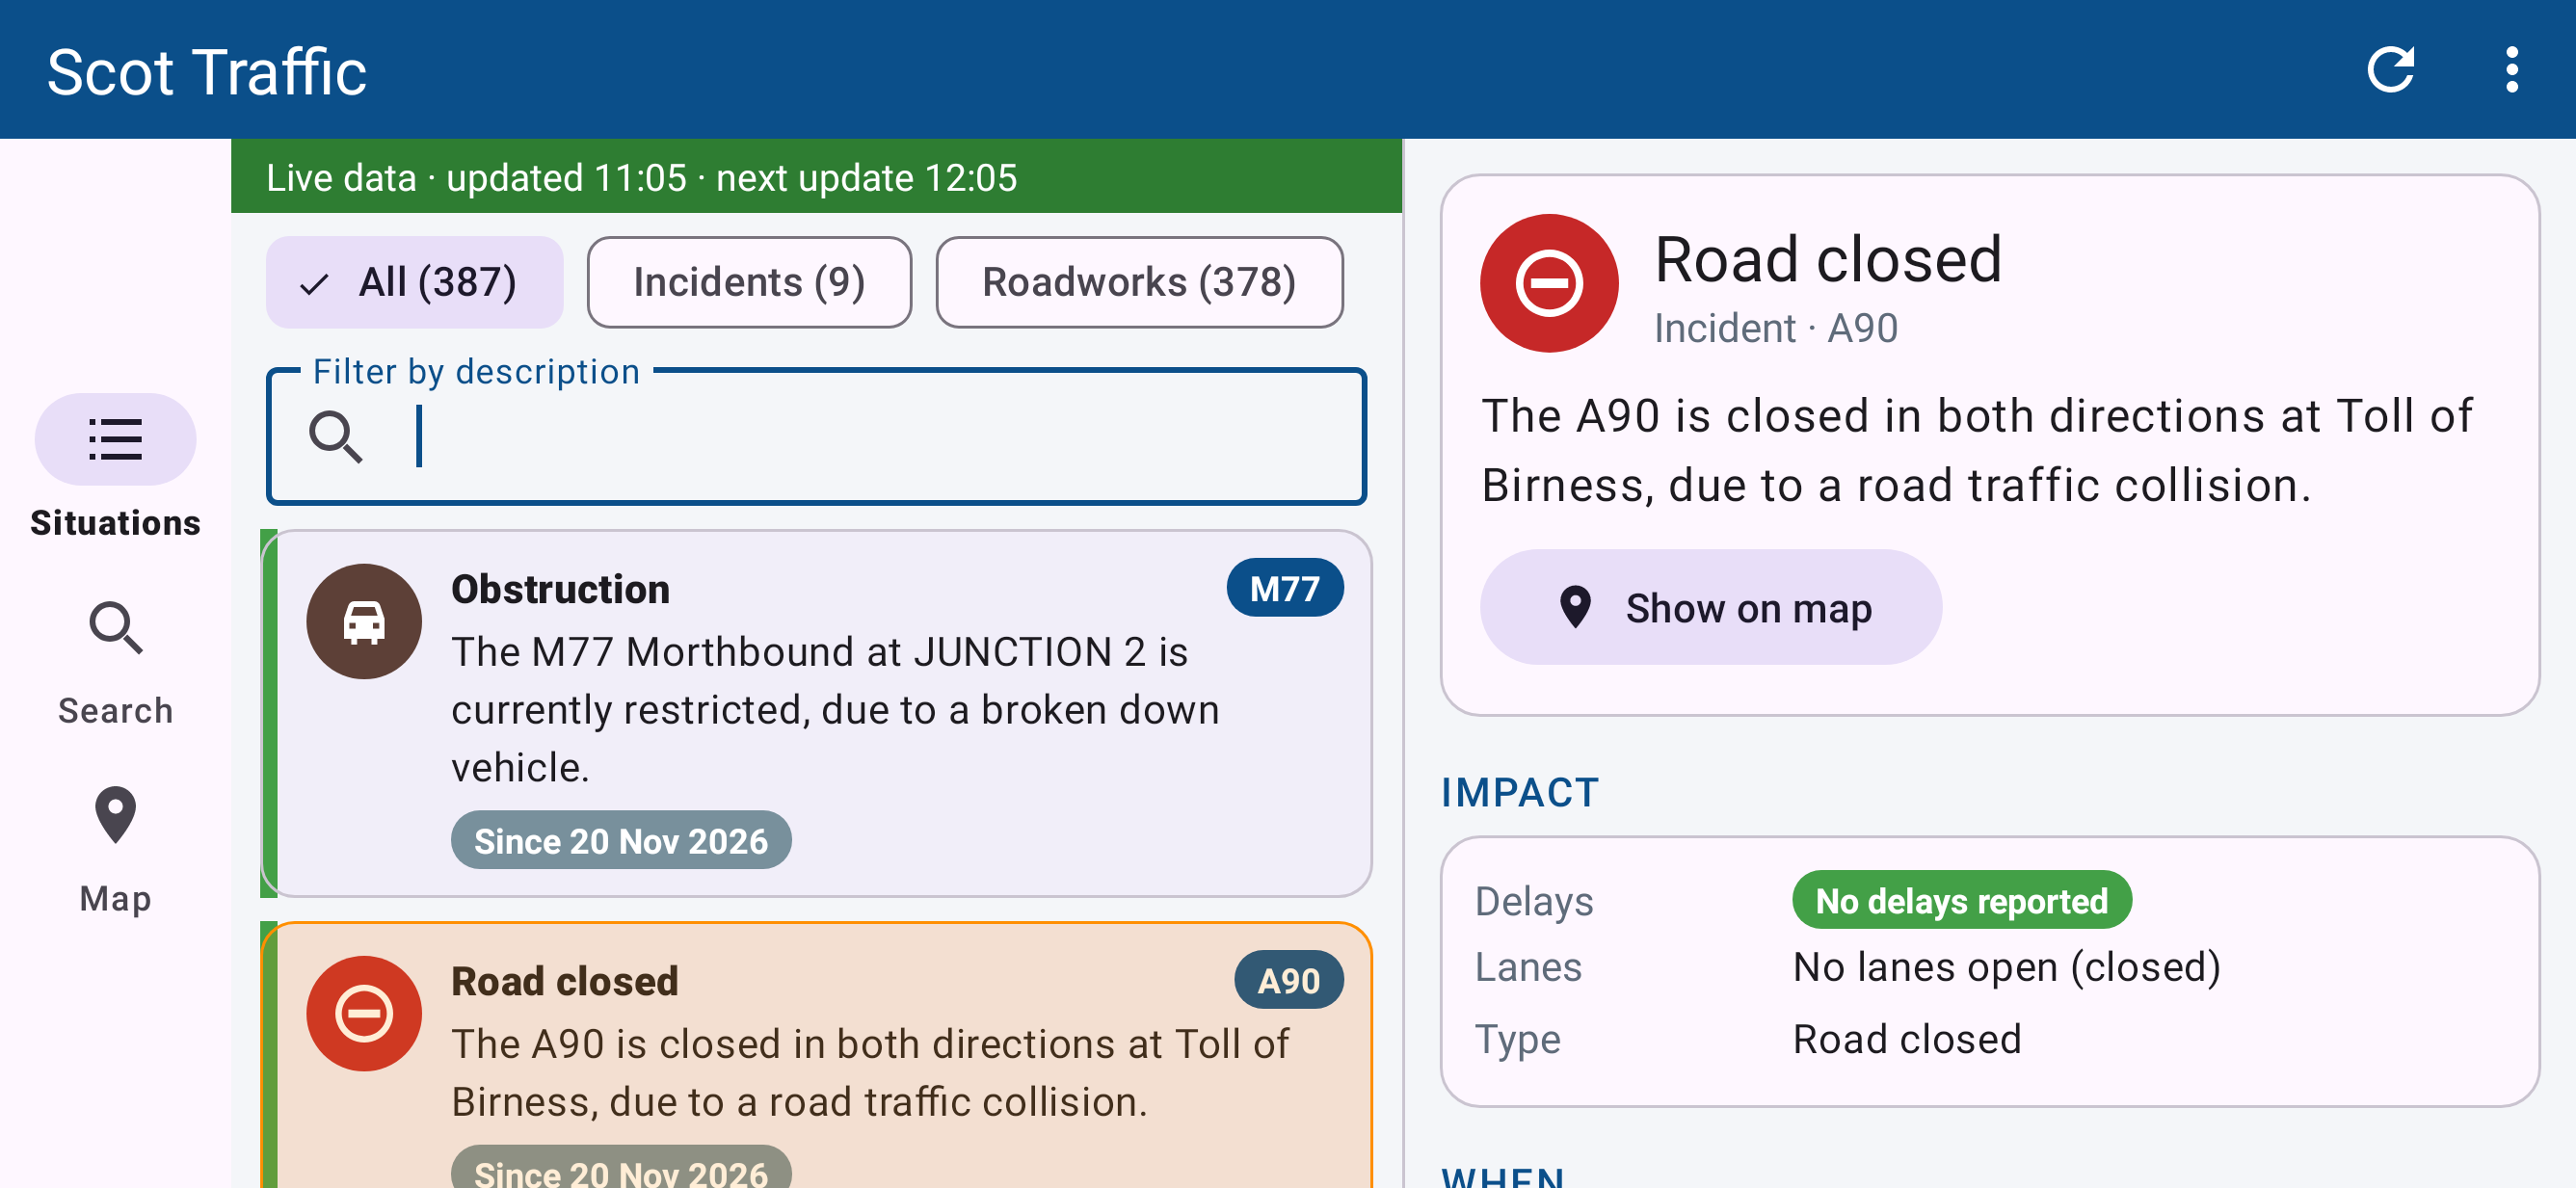 Scot Traffic
Live data · updated 11:05 · next update 12:05
All (387)
Incidents (9)
Roadworks (378)
Filter by description
Situations
Search
Map
Obstruction
M77
The M77 Morthbound at JUNCTION 2 is
currently restricted, due to a broken down
vehicle.
Since 20 Nov 2026
Road closed
A90
The A90 is closed in both directions at Toll of
Birness, due to a road traffic collision.
Since 20 Nov 2026
Road closed
Incident · A90
The A90 is closed in both directions at Toll of
Birness, due to a road traffic collision.
Show on map
IMPACT
Delays
No delays reported
Lanes
No lanes open (closed)
Type
Road closed
WHEN